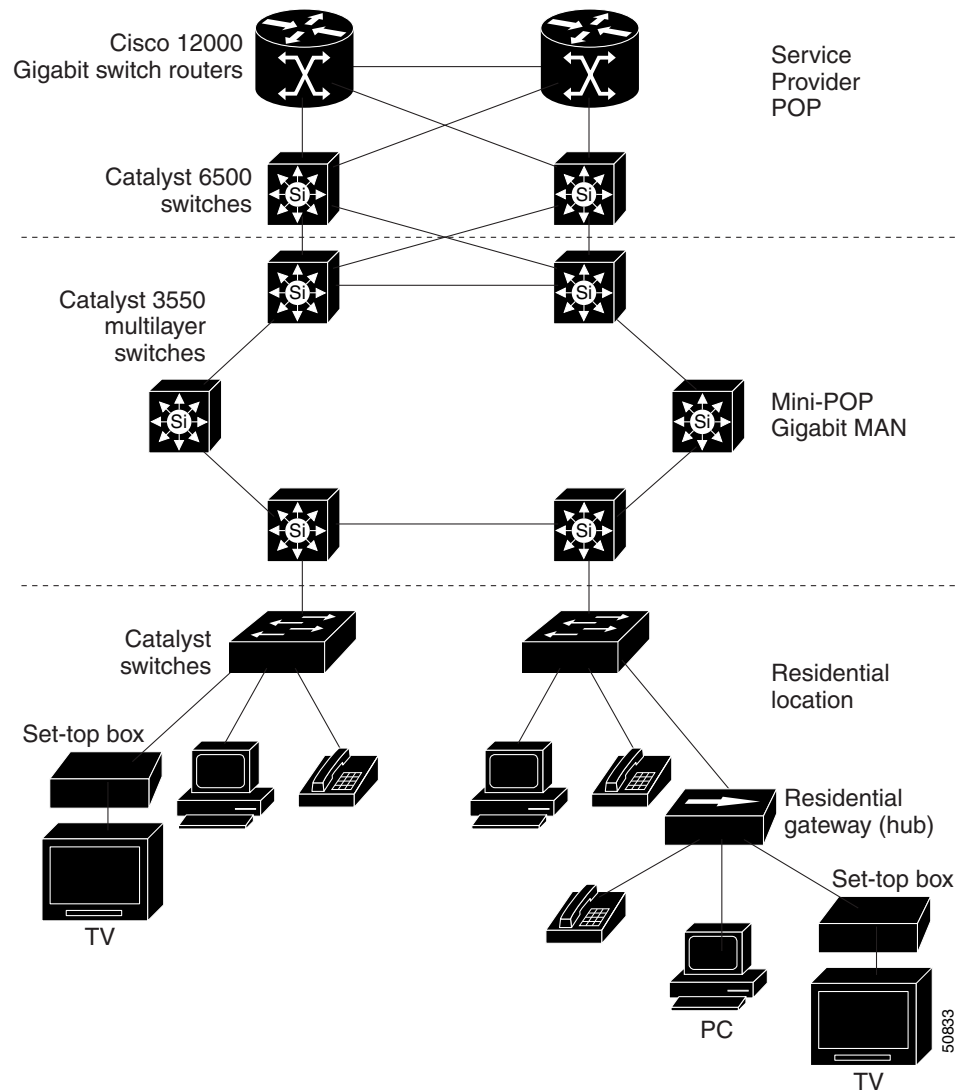 Cisco 12000
Gigabit switch routers
Service
Provider
POP
Catalyst 6500
switches
Si
Si
Si
Si
Catalyst 3550
multilayer
switches
Si
Si
Mini-POP
Gigabit MAN
Si
Si
Catalyst
switches
Residential
location
Set-top box
Residential
gateway (hub)
Set-top box
TV
PC
TV
50833